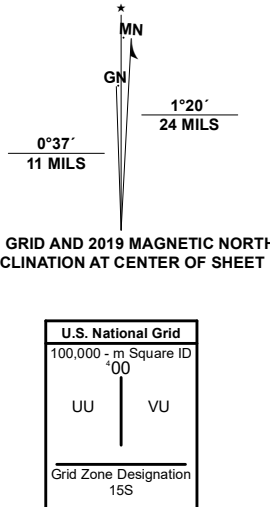 ★
MN
GN
1°20´
24 MILS
0°37´
11 MILS
GRID AND 2019 MAGNETIC NORTH
CLINATION AT CENTER OF SHEET
U.S. National Grid
100,000 - m Square ID
⁴00
UU VU
Grid Zone Designation
15S